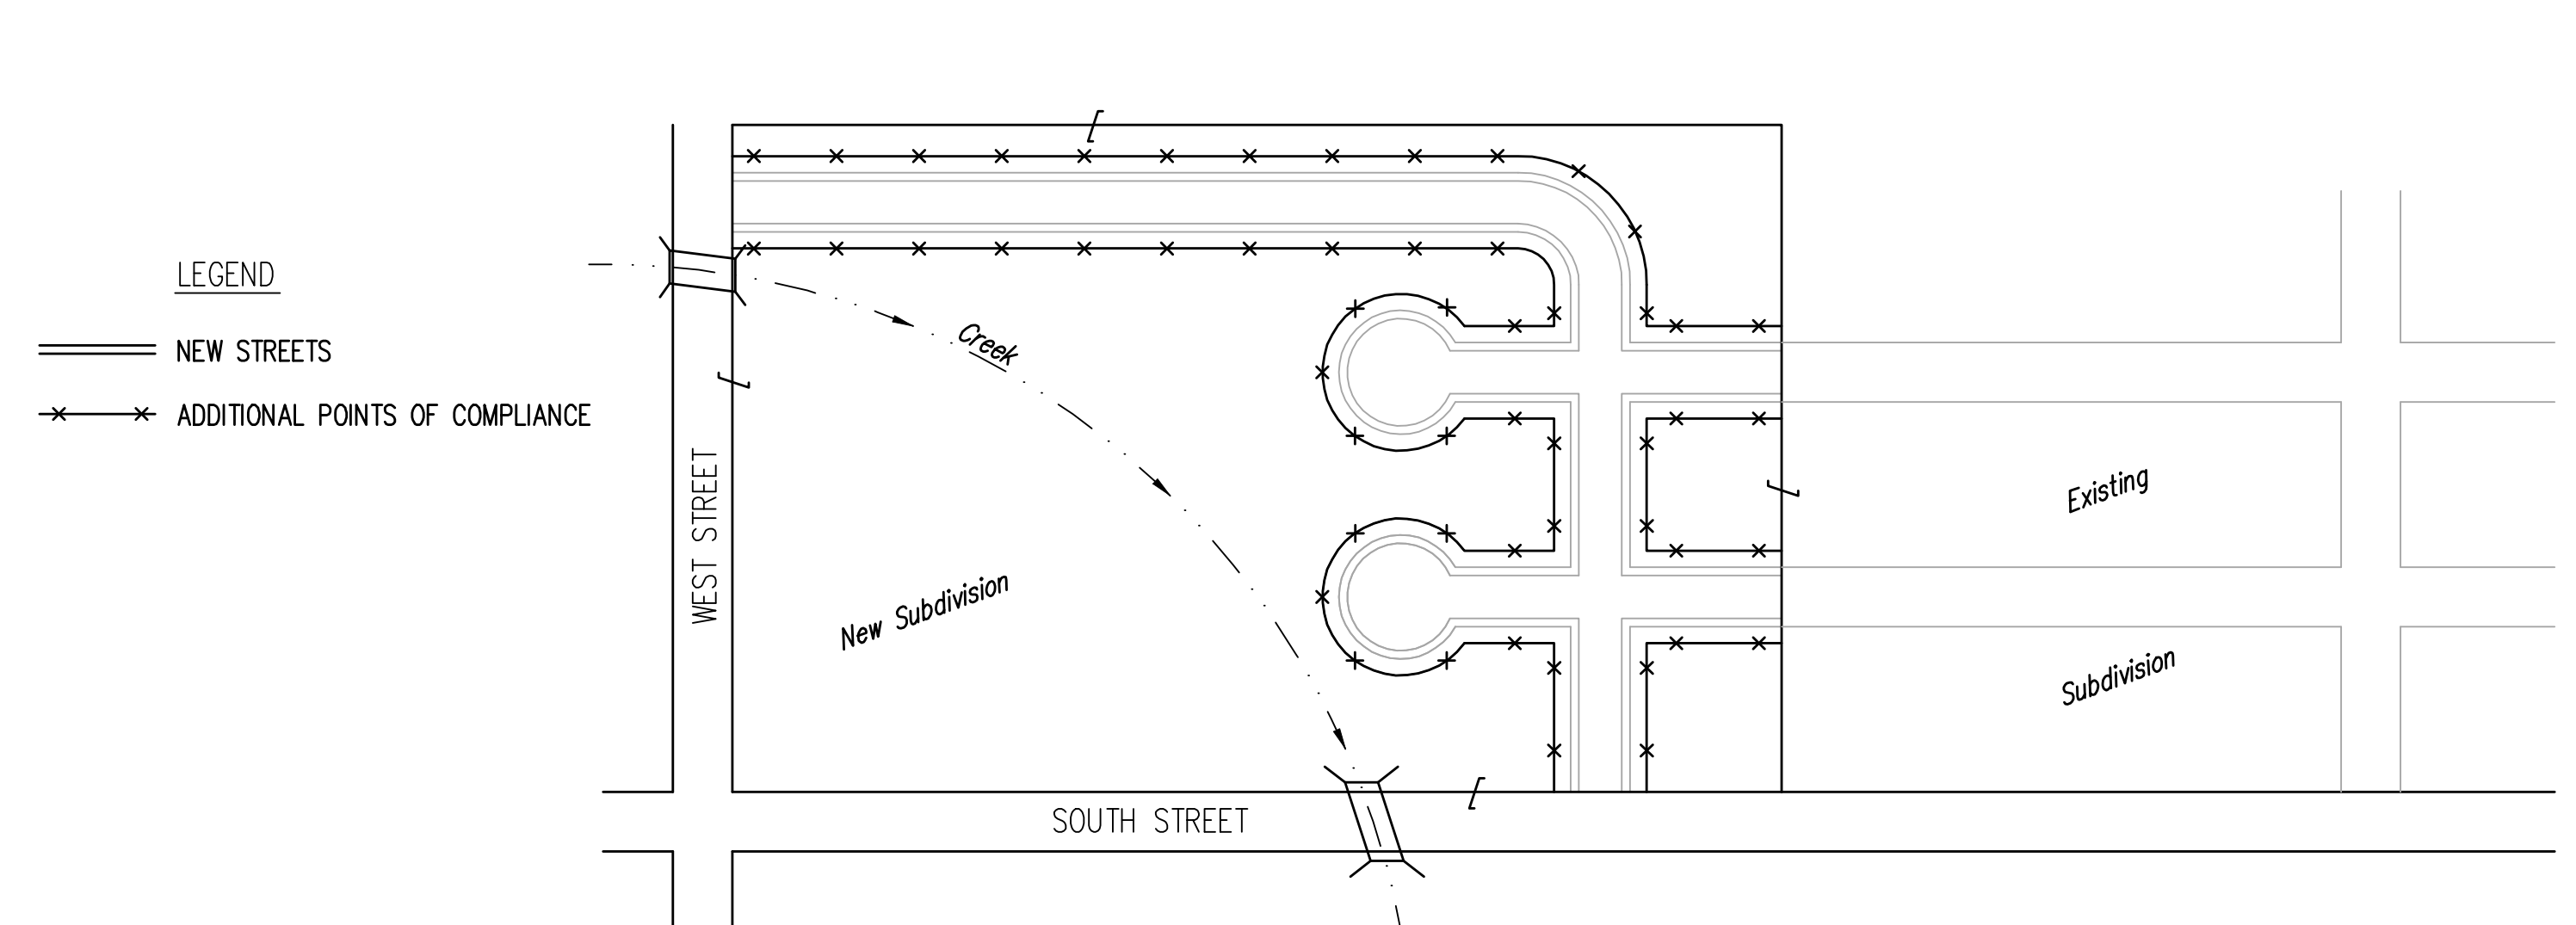 LEGEND
NEW STREETS
ADDITIONAL POINTS OF COMPLIANCE
Creek
WEST STREET
New Subdivision
SOUTH STREET
Existing
Subdivision